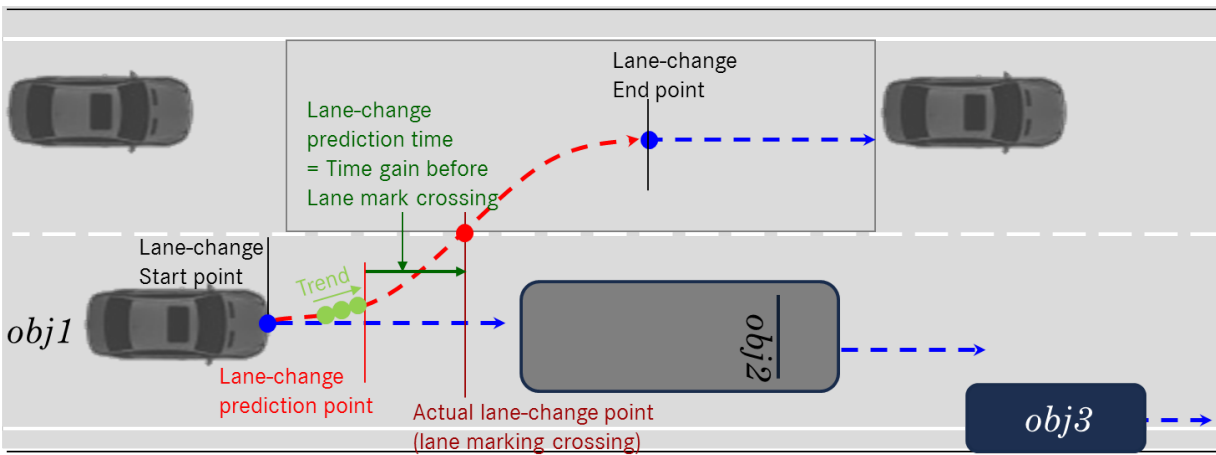 Lane-change
End point
Lane-change
prediction time
= Time gain before
Lane mark crossing
Lane-change
Start point
Trend
obj1
obj2
Lane-change
prediction point
Actual lane-change point
(lane marking crossing)
obj3